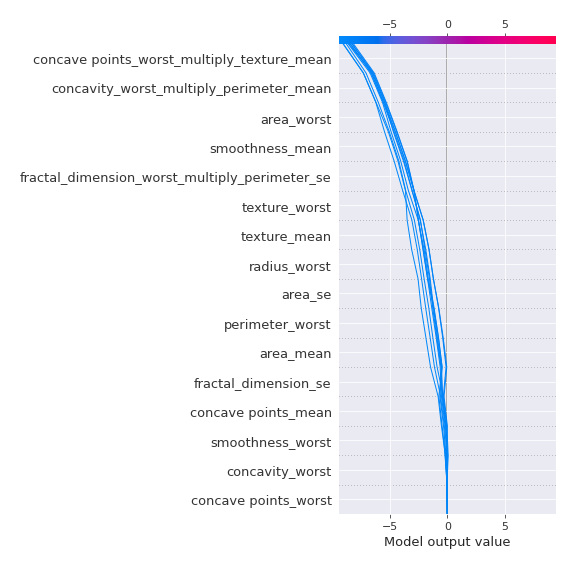 −5 0 5
concave points_worst_multiply_texture_mean
concavity_worst_multiply_perimeter_mean
area_worst
smoothness_mean
fractal_dimension_worst_multiply_perimeter_se
texture_worst
texture_mean
radius_worst
area_se
perimeter_worst
area_mean
fractal_dimension_se
concave points_mean
smoothness_worst
concavity_worst
concave points_worst
−5 0 5
Model output value